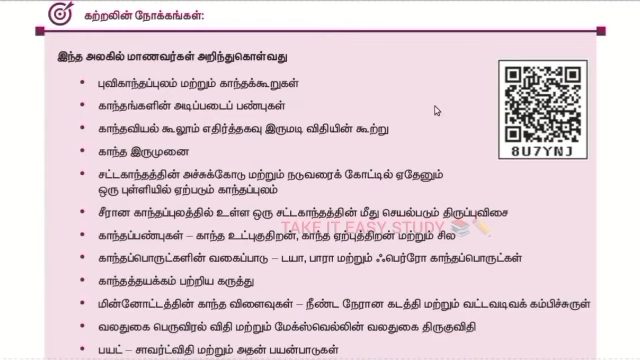 கற்றலின் நோக்கங்கள்:
இந்த அலகில் மாணவர்கள் அறிந்துகொள்வது
• புவிகாந்தப்புலம் மற்றும் காந்தக்கூறுகள்
• காந்தங்களின் அடிப்படைப் பண்புகள்
• காந்தவியல் கூலூம் எதிர்த்தகவு இருமடி விதியின் கூற்று
• காந்த இருமுனை
• சட்டகாந்தத்தின் அச்சுக்கோடு மற்றும் நடுவரைக் கோட்டில் ஏதேனும்
ஒரு புள்ளியில் ஏற்படும் காந்தப்புலம்
• சீரான காந்தப்புலத்தில் உள்ள ஒரு சட்டகாந்தத்தின் மீது செயல்படும் திருப்புவிசை
TAKE IT EASY STUDY
• காந்தப்பண்புகள் – காந்த உட்புகுதிறன், காந்த ஏற்புத்திறன் மற்றும் சில
• காந்தப்பொருட்களின் வகைப்பாடு – டயா, பாரா மற்றும் ஃபெர்ரோ காந்தப்பொருட்கள்
• காந்தத்தயக்கம் பற்றிய கருத்து
• மின்னோட்டத்தின் காந்த விளைவுகள் – நீண்ட நேரான கடத்தி மற்றும் வட்டவடிவக் கம்பிச்சுருள்
• வலதுகை பெருவிரல் விதி மற்றும் மேக்ஸ்வெல்லின் வலதுகை திருகுவிதி
• பயட் – சாவர்ட்விதி மற்றும் அதன் பயன்பாடுகள்
8U7YNJ